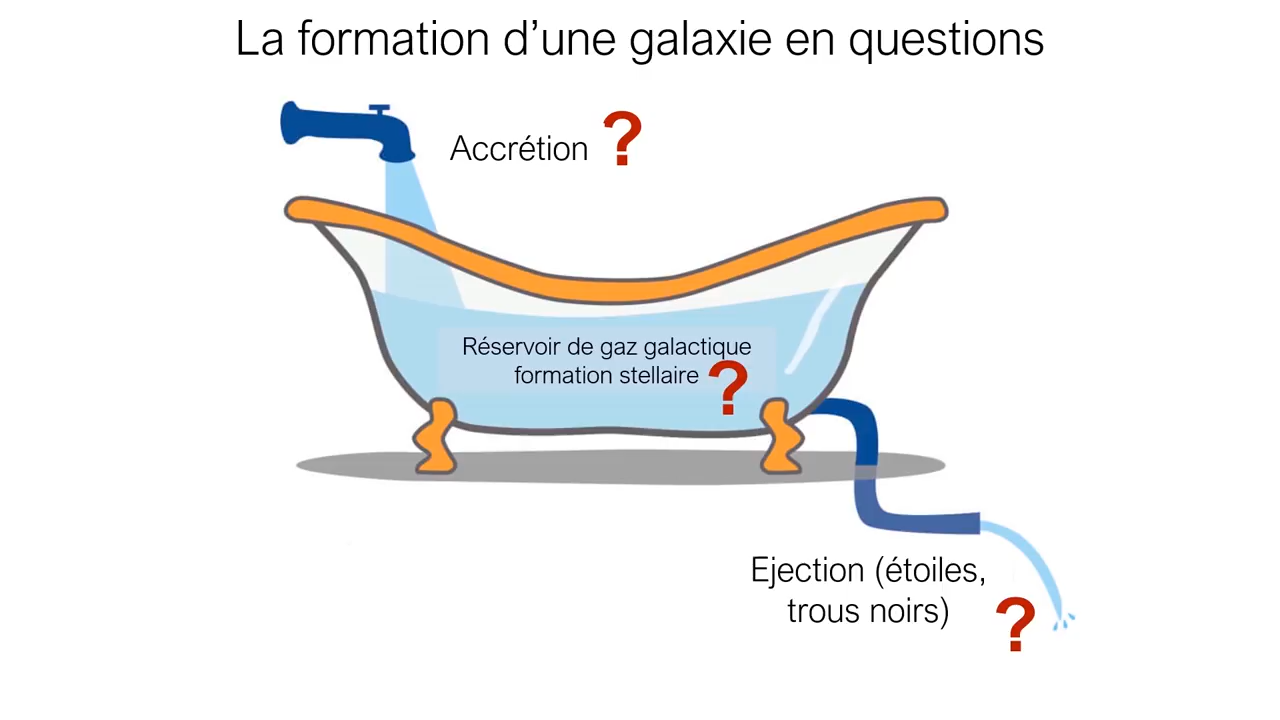 La formation d’une galaxie en questions
Accrétion ?
Réservoir de gaz galactique
formation stellaire ?
Ejection (étoiles,
trous noirs) ?